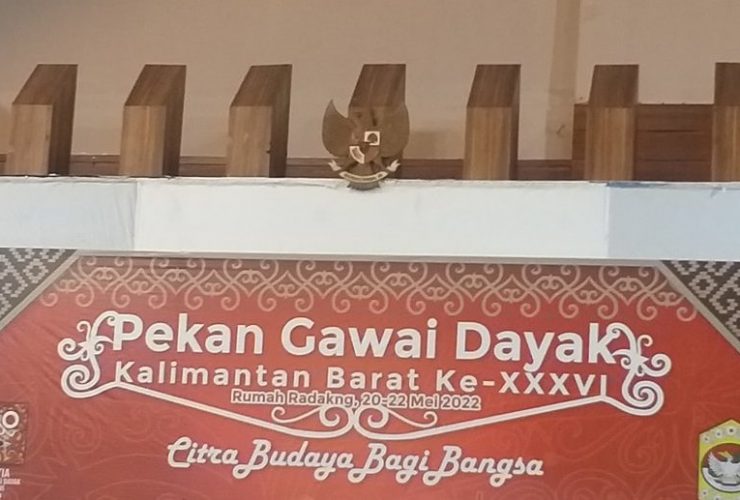 Pekan Gawai Dayak
Kalimantan Barat Ke-XXXVI
Rumah Radakng, 20-22 Mei 2022
Citra Budaya Bagi Bangsa